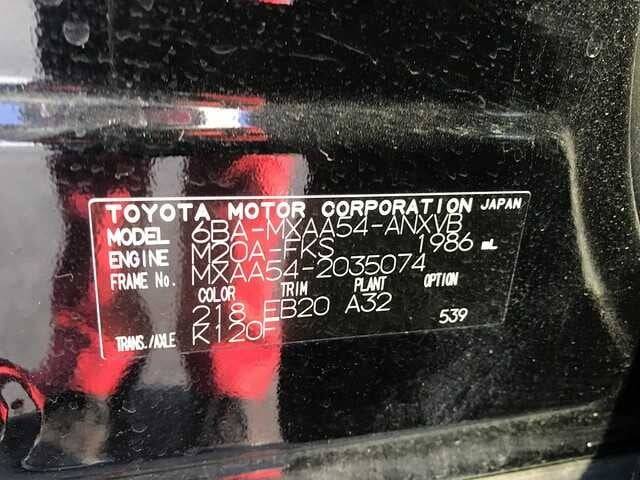 TOYOTA MOTOR CORPORATION JAPAN
MODEL 6BA-MXAA54-ANXVB
ENGINE M20A-FKS 1986 mL
FRAME No. MXAA54-2035074
COLOR TRIM PLANT OPTION
218 EB20 A32 539
TRANS./AXLE K120F